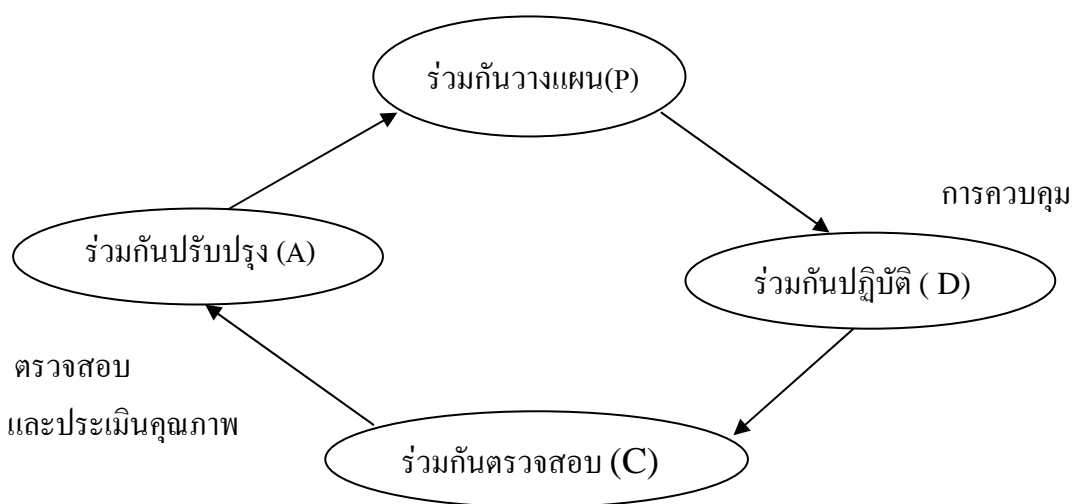 ร่วมกันวางแผน(P)
การควบคุม
ร่วมกันปรับปรุง (A)
ร่วมกันปฏิบัติ ( D)
ตรวจสอบ
และประเมินคุณภาพ
ร่วมกันตรวจสอบ (C)